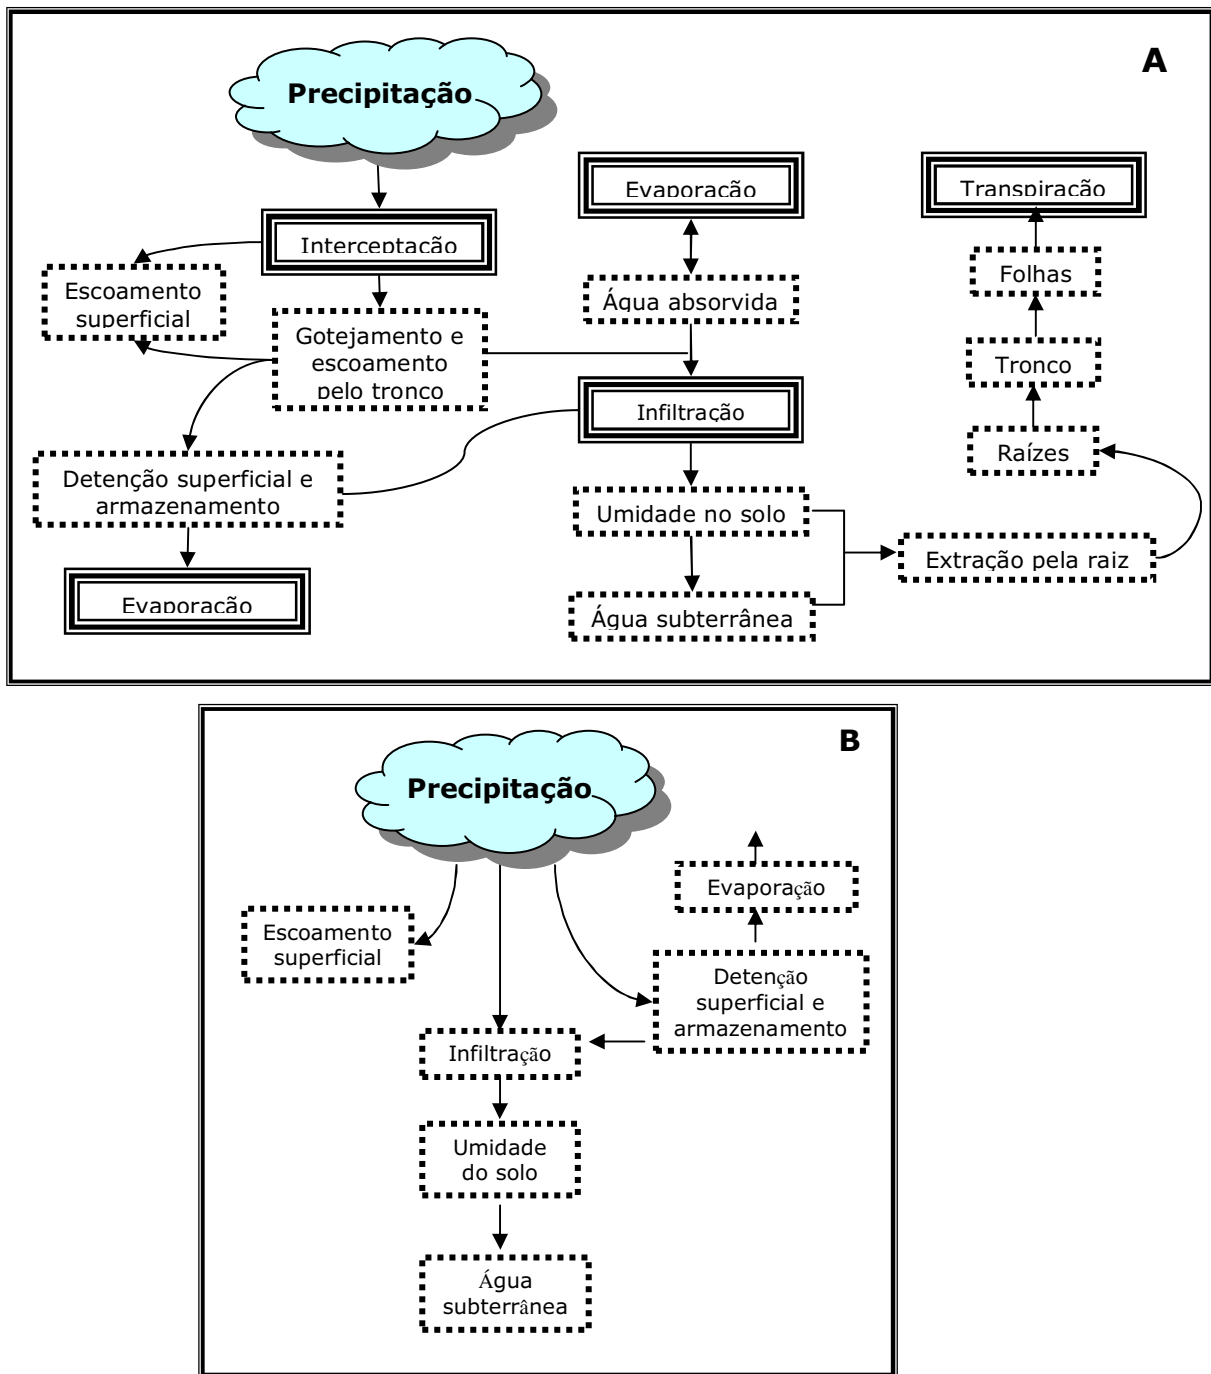 A
Precipitação
Interceptação
Escoamento
superficial
Gotejamento e
escoamento
pelo tronco
Detenção superficial e
armazenamento
Evaporação
Evaporação
Água absorvida
Infiltração
Umidade no solo
Água subterrânea
Extração pela raiz
Transpiração
Folhas
Tronco
Raízes
B
Precipitação
Escoamento
superficial
Evaporação
Detenção
superficial e
armazenamento
Infiltração
Umidade
do solo
Água
subterrânea